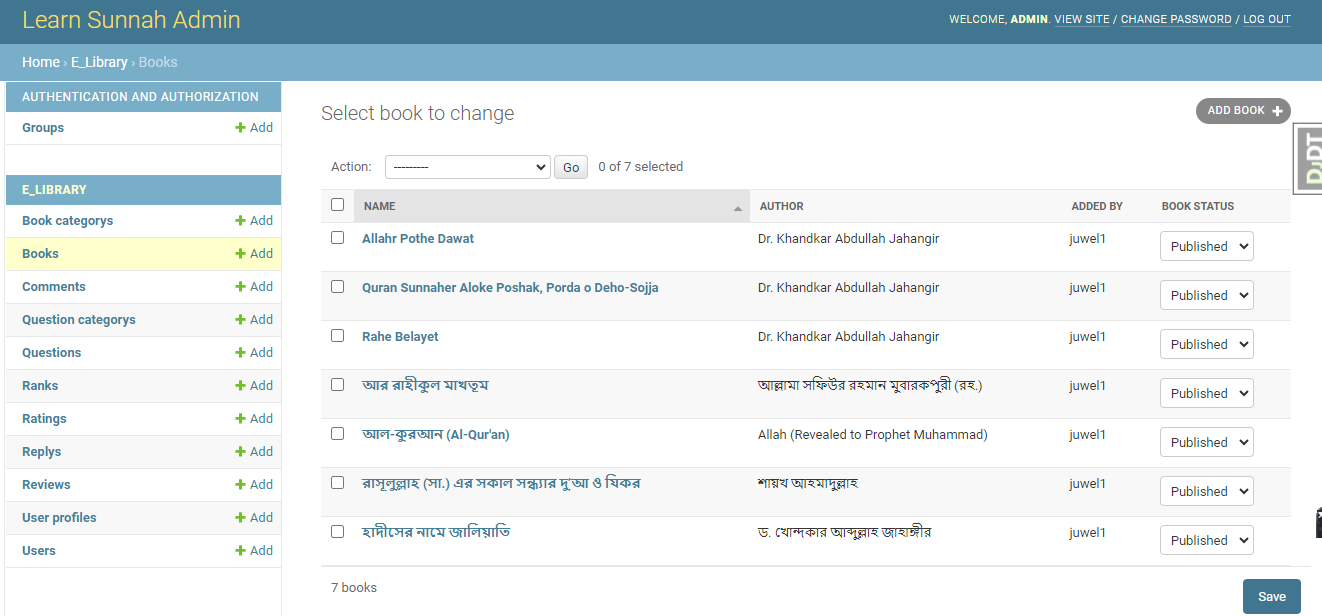 Learn Sunnah Admin
WELCOME, ADMIN. VIEW SITE / CHANGE PASSWORD / LOG OUT
Home › E_Library › Books
AUTHENTICATION AND AUTHORIZATION
Groups + Add
E_LIBRARY
Book categorys + Add
Books + Add
Comments + Add
Question categorys + Add
Questions + Add
Ranks + Add
Ratings + Add
Replys + Add
Reviews + Add
User profiles + Add
Users + Add
Select book to change
ADD BOOK +
Action: --------- Go 0 of 7 selected
NAME AUTHOR ADDED BY BOOK STATUS
Allahr Pothe Dawat Dr. Khandkar Abdullah Jahangir juwel1 Published
Quran Sunnaher Aloke Poshak, Porda o Deho-Sojja Dr. Khandkar Abdullah Jahangir juwel1 Published
Rahe Belayet Dr. Khandkar Abdullah Jahangir juwel1 Published
আর রাহীকুল মাখতূম আল্লামা সফিউর রহমান মুবারকপুরী (রহ.) juwel1 Published
আল-কুরআন (Al-Qur'an) Allah (Revealed to Prophet Muhammad) juwel1 Published
রাসূলুল্লাহ (সা.) এর সকাল সন্ধ্যার দু'আ ও যিকর শায়খ আহমাদুল্লাহ juwel1 Published
হাদীসের নামে জালিয়াতি ড. খোন্দকার আব্দুল্লাহ জাহাঙ্গীর juwel1 Published
7 books
Save
DjDT